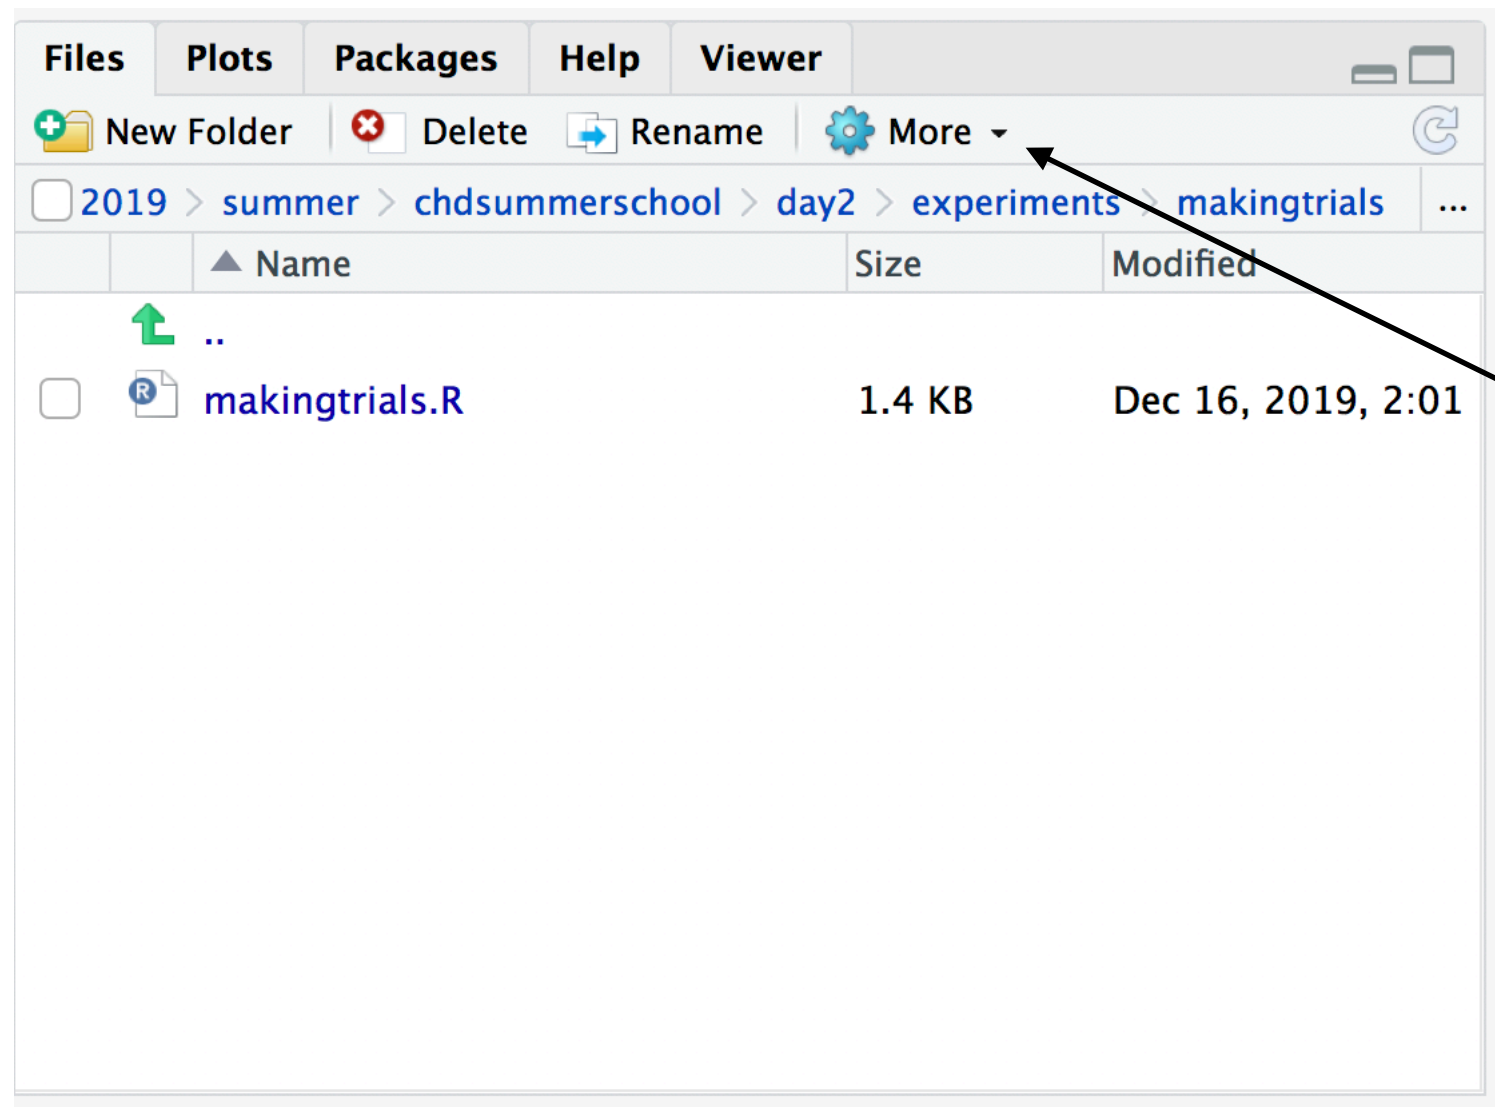 Files Plots Packages Help Viewer
New Folder Delete Rename More
2019 > summer > chdsummerschool > day2 > experiments > makingtrials ...
Name Size Modified
..
makingtrials.R 1.4 KB Dec 16, 2019, 2:01